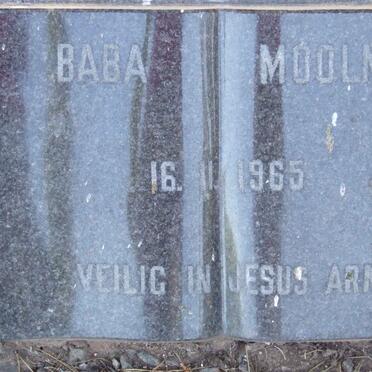 BABA MOOLM
16. 11. 1965
VEILIG IN JESUS ARM